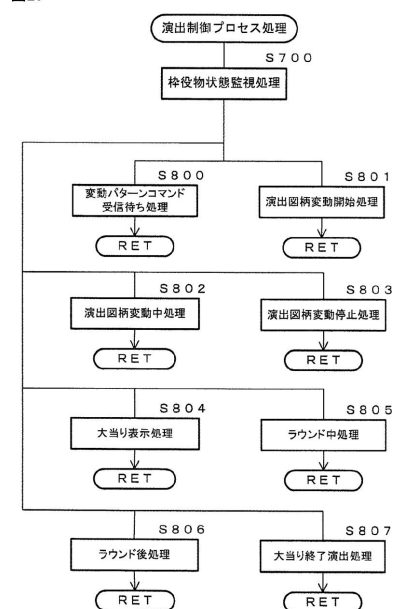 演出制御プロセス処理
S700
枠役物状態監視処理
S800
変動パターンコマンド
受信待ち処理
RET
S801
演出図柄変動開始処理
RET
S802
演出図柄変動中処理
RET
S803
演出図柄変動停止処理
RET
S804
大当り表示処理
RET
S805
ラウンド中処理
RET
S806
ラウンド後処理
RET
S807
大当り終了演出処理
RET